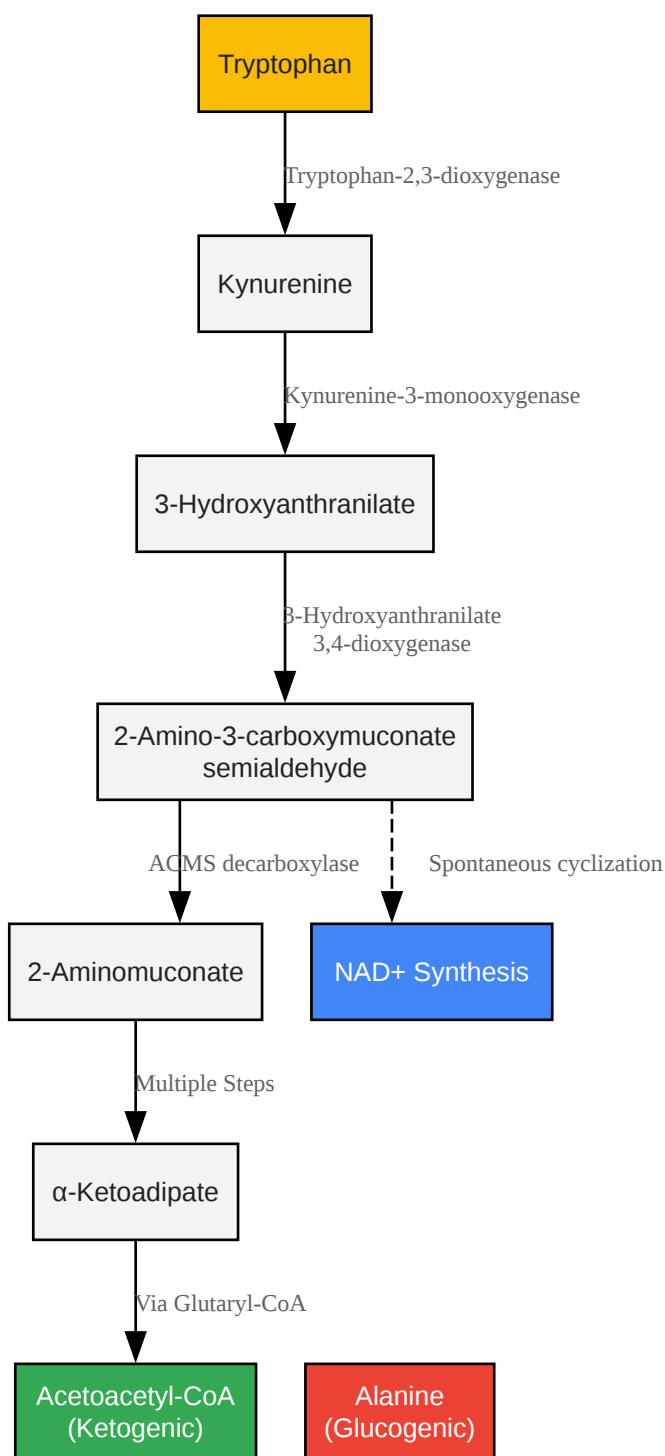 Tryptophan
Tryptophan-2,3-dioxygenase
Kynurenine
Kynurenine-3-monooxygenase
3-Hydroxyanthranilate
3-Hydroxyanthranilate
3,4-dioxygenase
2-Amino-3-carboxymuconate
semialdehyde
ACMS decarboxylase
Spontaneous cyclization
2-Aminomuconate
NAD+ Synthesis
Multiple Steps
α-Ketoadipate
Via Glutaryl-CoA
Acetoacetyl-CoA
(Ketogenic)
Alanine
(Glucogenic)